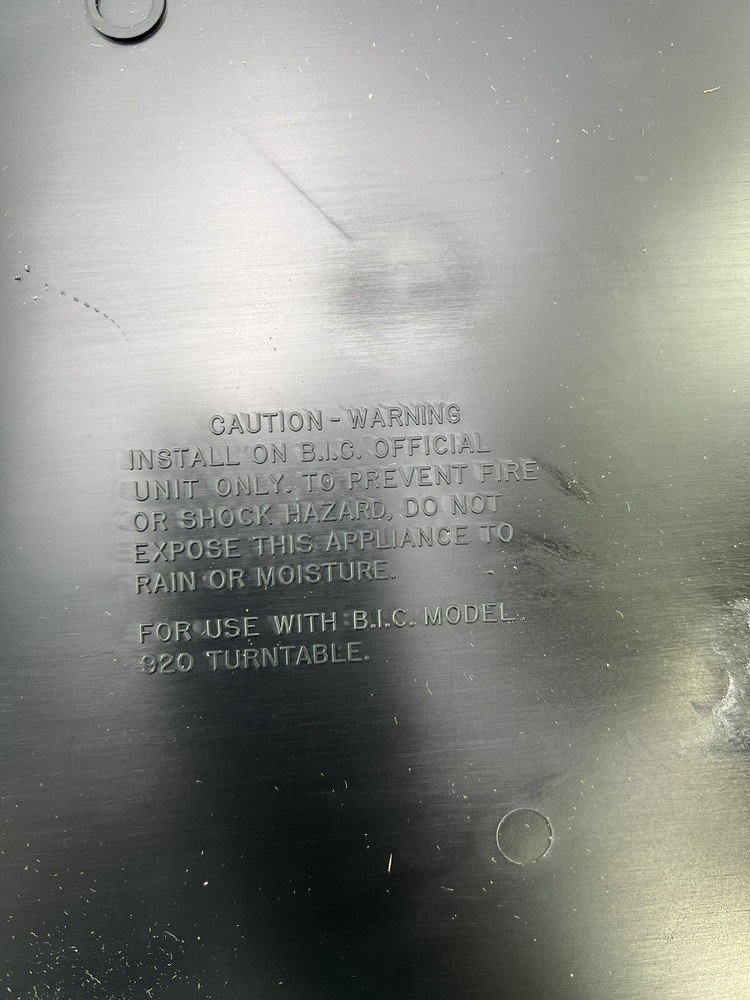 CAUTION - WARNING
INSTALL ON B.I.C. OFFICIAL
UNIT ONLY. TO PREVENT FIRE
OR SHOCK HAZARD, DO NOT
EXPOSE THIS APPLIANCE TO
RAIN OR MOISTURE.
FOR USE WITH B.I.C. MODEL
920 TURNTABLE.